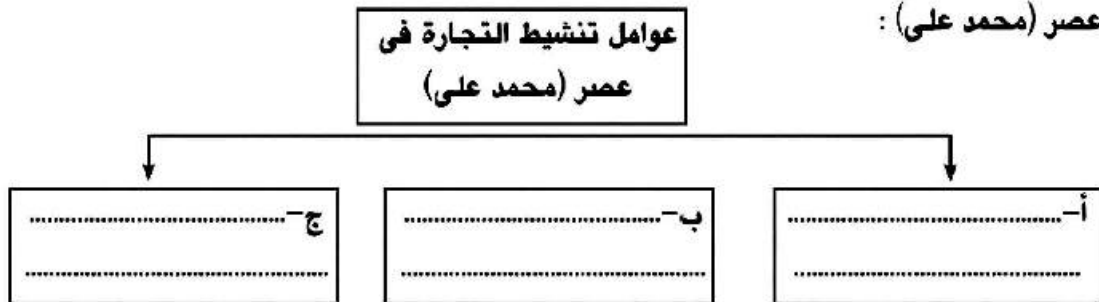 عصر (محمد على) :
عوامل تنشيط التجارة فى
عصر (محمد على)
أ-........................................
............................................
ب-........................................
............................................
ج-........................................
............................................